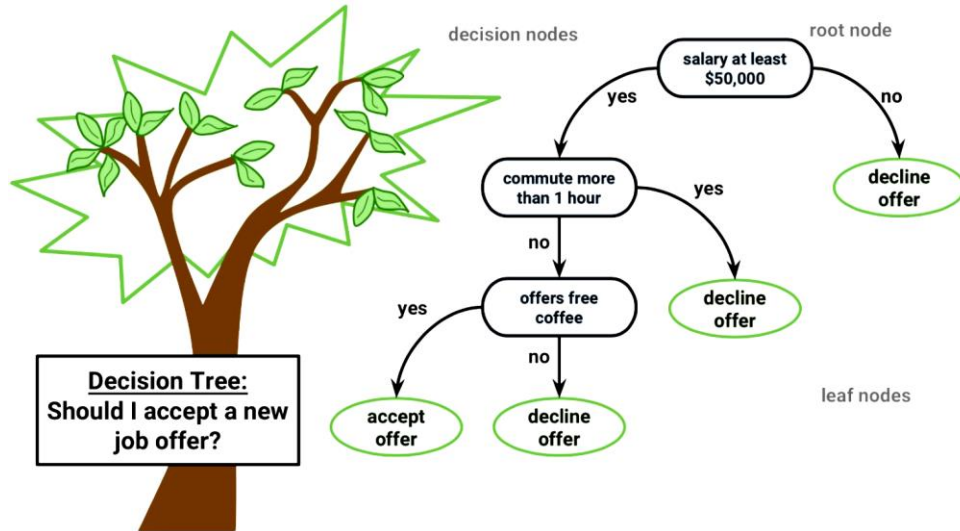 decision nodes
root node
salary at least
$50,000
yes
no
commute more
than 1 hour
yes
decline
offer
no
offers free
coffee
decline
offer
yes
no
Decision Tree:
Should I accept a new
job offer?
accept
offer
decline
offer
leaf nodes